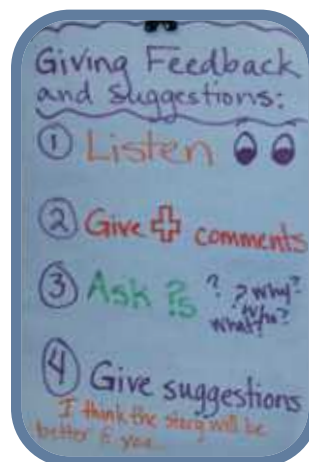 Giving Feedback
and Suggestions:
① Listen
② Give + comments
③ Ask ?s ? ? Why?
What?
④ Give suggestions
I think the story will be
better if you...